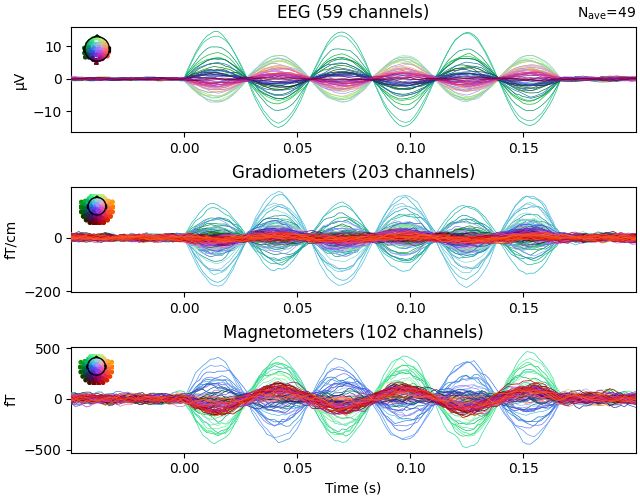 EEG (59 channels)
Nave=49
10
0
−10
µV
0.00 0.05 0.10 0.15
Gradiometers (203 channels)
0
−200
fT/cm
0.00 0.05 0.10 0.15
Magnetometers (102 channels)
500
0
−500
fT
0.00 0.05 0.10 0.15
Time (s)